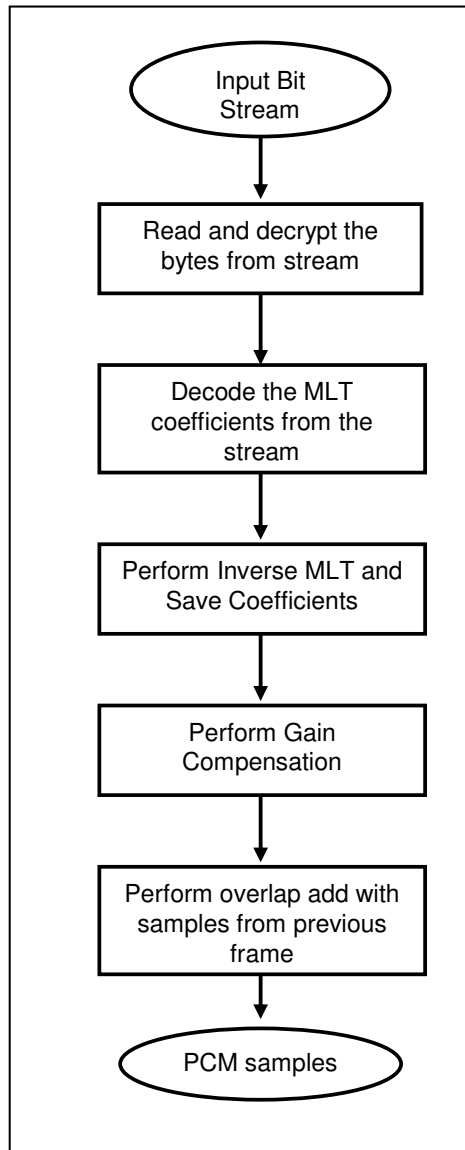 Input Bit
Stream
Read and decrypt the
bytes from stream
Decode the MLT
coefficients from the
stream
Perform Inverse MLT and
Save Coefficients
Perform Gain
Compensation
Perform overlap add with
samples from previous
frame
PCM samples